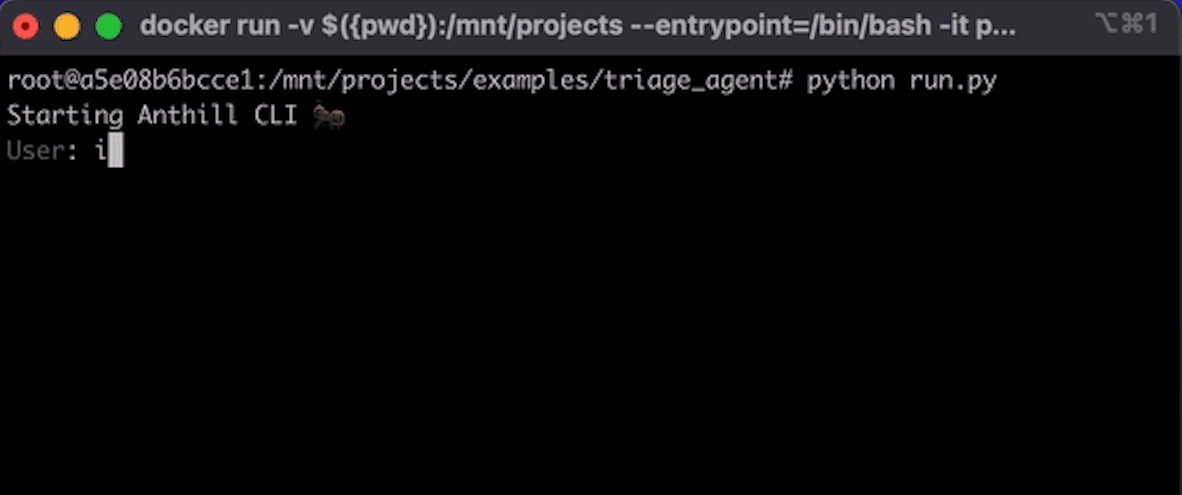 docker run -v $({pwd}):/mnt/projects --entrypoint=/bin/bash -it p... ⌥⌘1
root@a5e08b6bcce1:/mnt/projects/examples/triage_agent# python run.py
Starting Anthill CLI 🐜
User: i